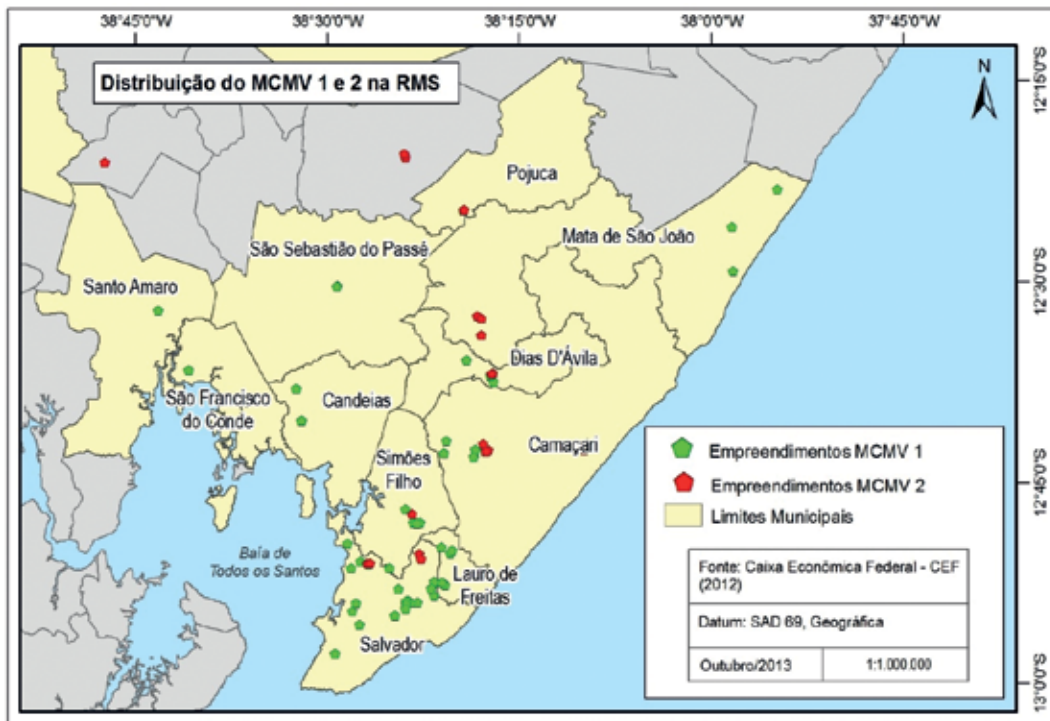 38°45'0"W 38°30'0"W 38°15'0"W 38°0'0"W 37°45'0"W
Distribuição do MCMV 1 e 2 na RMS
N
12°15'0"S
Pojuca
Mata de São João
São Sebastião do Passé
Santo Amaro
12°30'0"S
Dias D'Ávila
São Francisco
do Conde
Candeias
Camaçari
Simões
Filho
12°45'0"S
Baía de
Todos os Santos
Lauro de
Freitas
Salvador
13°0'0"S
Empreendimentos MCMV 1
Empreendimentos MCMV 2
Limites Municipais
Fonte: Caixa Econômica Federal - CEF
(2012)
Datum: SAD 69, Geográfica
Outubro/2013 1:1.000.000